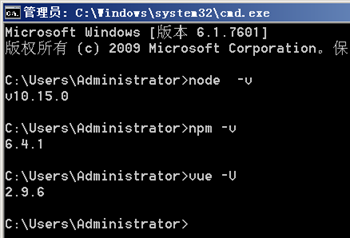 管理员: C:\Windows\system32\cmd.exe
Microsoft Windows [版本 6.1.7601]
版权所有 (c) 2009 Microsoft Corporation。保
C:\Users\Administrator>node  -v
v10.15.0
C:\Users\Administrator>npm -v
6.4.1
C:\Users\Administrator>vue -V
2.9.6
C:\Users\Administrator>